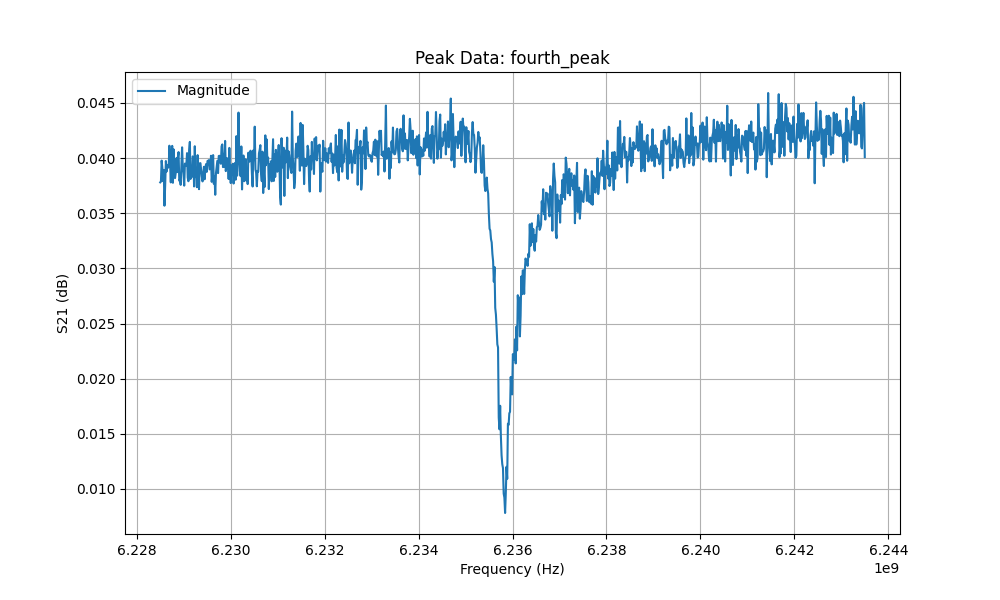 Peak Data: fourth_peak
Magnitude
S21 (dB)
0.045
0.040
0.035
0.030
0.025
0.020
0.015
0.010
6.228 6.230 6.232 6.234 6.236 6.238 6.240 6.242 6.244
1e9
Frequency (Hz)